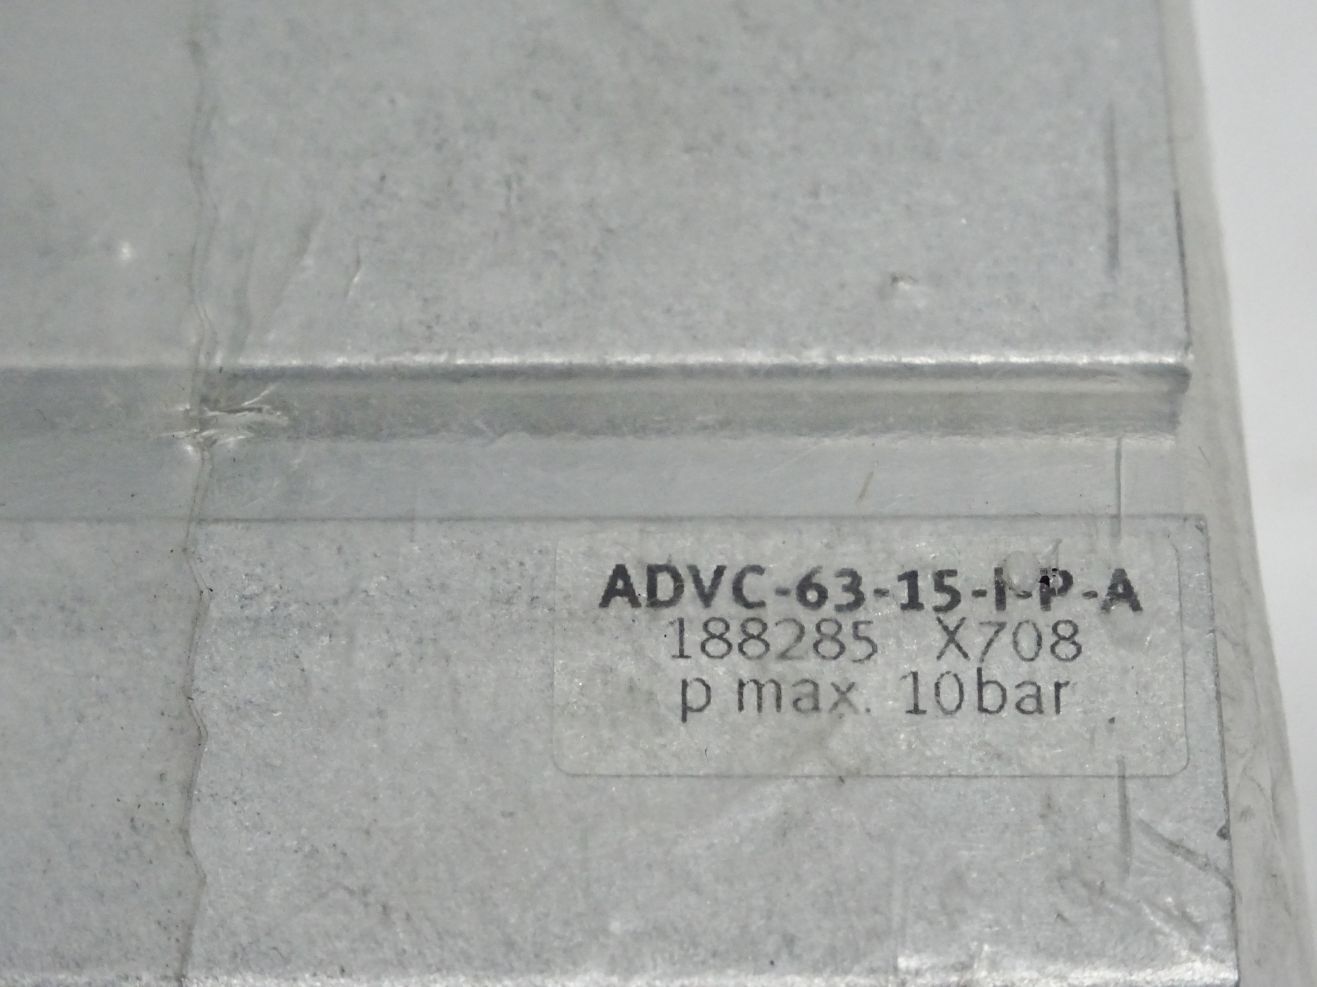 ADVC-63-15-I-P-A
188285 X708
p max. 10bar